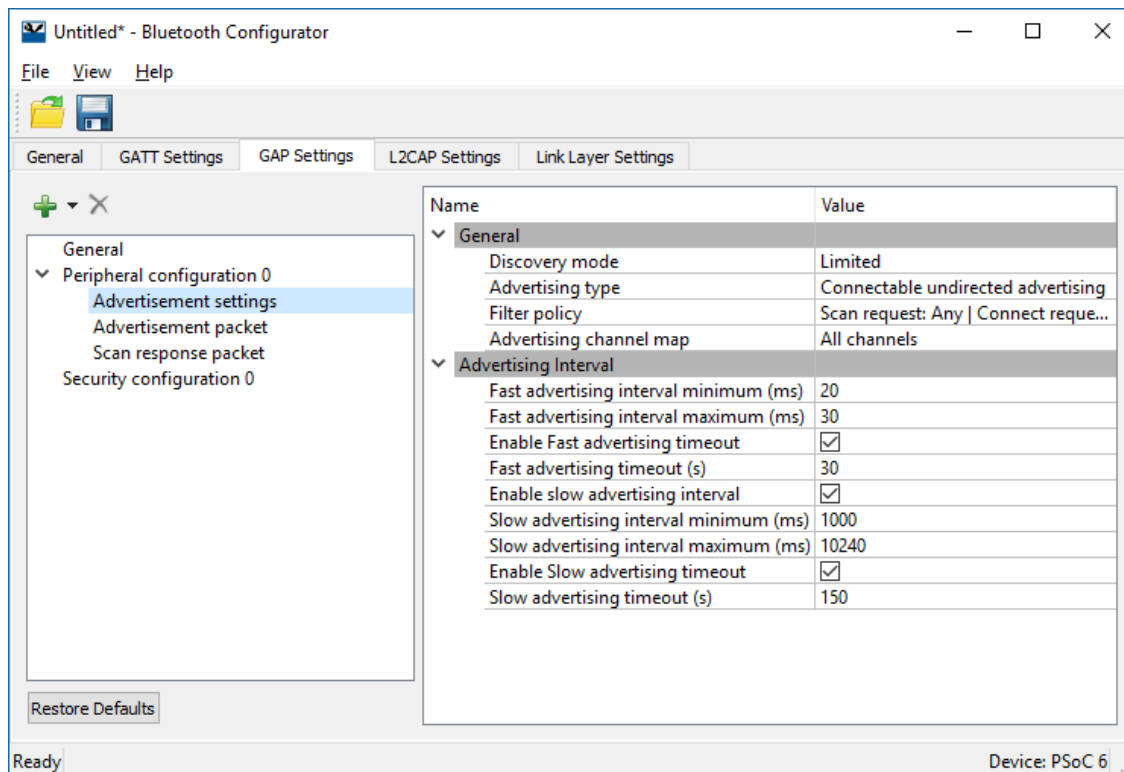 Untitled* - Bluetooth Configurator
File View Help
General GATT Settings GAP Settings L2CAP Settings Link Layer Settings
General
Peripheral configuration 0
Advertisement settings
Advertisement packet
Scan response packet
Security configuration 0
Restore Defaults
Name Value
General
Discovery mode Limited
Advertising type Connectable undirected advertising
Filter policy Scan request: Any | Connect reque...
Advertising channel map All channels
Advertising Interval
Fast advertising interval minimum (ms) 20
Fast advertising interval maximum (ms) 30
Enable Fast advertising timeout
Fast advertising timeout (s) 30
Enable slow advertising interval
Slow advertising interval minimum (ms) 1000
Slow advertising interval maximum (ms) 10240
Enable Slow advertising timeout
Slow advertising timeout (s) 150
Ready Device: PSoC 6